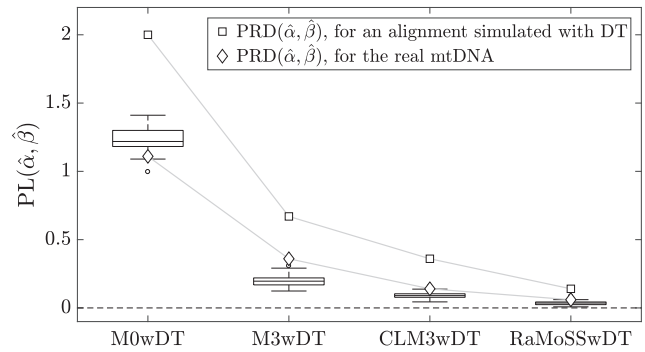 PRD(α̂, β̂), for an alignment simulated with DT
PRD(α̂, β̂), for the real mtDNA
PL(α̂, β̂)
2
1.5
1
0.5
0
M0wDT M3wDT CLM3wDT RaMoSSwDT